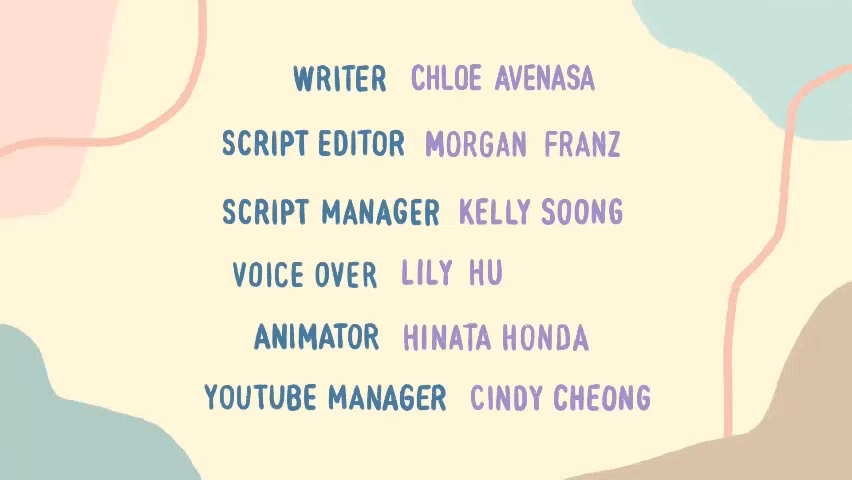 WRITER CHLOE AVENASA
SCRIPT EDITOR MORGAN FRANZ
SCRIPT MANAGER KELLY SOONG
VOICE OVER LILY HU
ANIMATOR HINATA HONDA
YOUTUBE MANAGER CINDY CHEONG